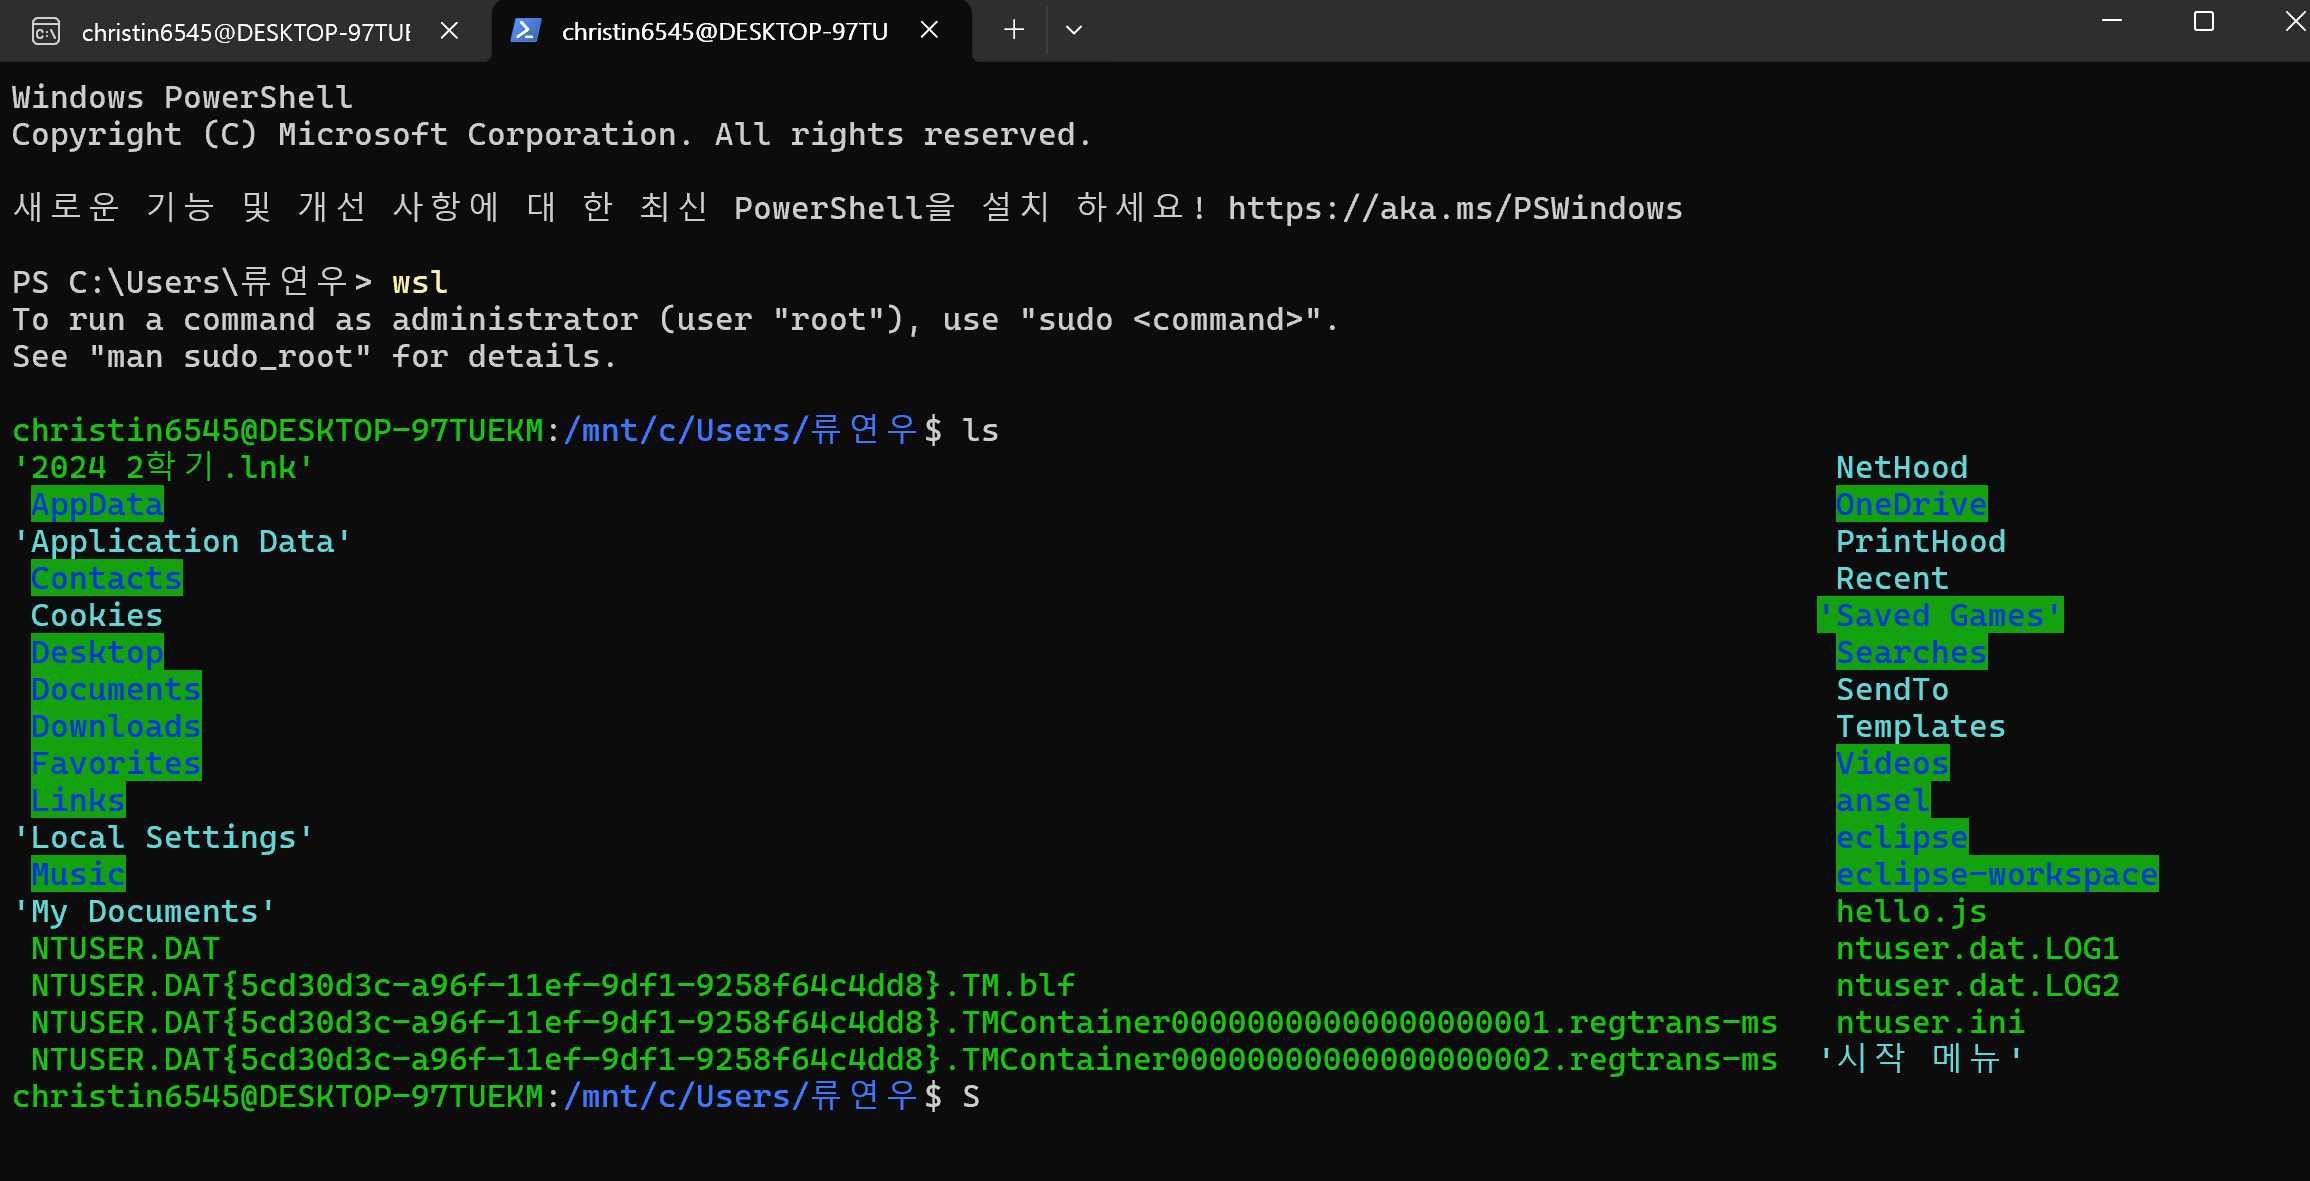 christin6545@DESKTOP-97TUE
christin6545@DESKTOP-97TU
Windows PowerShell
Copyright (C) Microsoft Corporation. All rights reserved.
새로운 기능 및 개선 사항에 대 한 최신 PowerShell을 설치 하세요! https://aka.ms/PSWindows
PS C:\Users\류연우> wsl
To run a command as administrator (user "root"), use "sudo <command>".
See "man sudo_root" for details.
christin6545@DESKTOP-97TUEKM:/mnt/c/Users/류연우$ ls
'2024 2학기.lnk' NetHood
AppData OneDrive
'Application Data' PrintHood
Contacts Recent
Cookies 'Saved Games'
Desktop Searches
Documents SendTo
Downloads Templates
Favorites Videos
Links ansel
'Local Settings' eclipse
Music eclipse-workspace
'My Documents' hello.js
NTUSER.DAT ntuser.dat.LOG1
NTUSER.DAT{5cd30d3c-a96f-11ef-9df1-9258f64c4dd8}.TM.blf ntuser.dat.LOG2
NTUSER.DAT{5cd30d3c-a96f-11ef-9df1-9258f64c4dd8}.TMContainer00000000000000000001.regtrans-ms ntuser.ini
NTUSER.DAT{5cd30d3c-a96f-11ef-9df1-9258f64c4dd8}.TMContainer00000000000000000002.regtrans-ms '시작 메뉴'
christin6545@DESKTOP-97TUEKM:/mnt/c/Users/류연우$ S